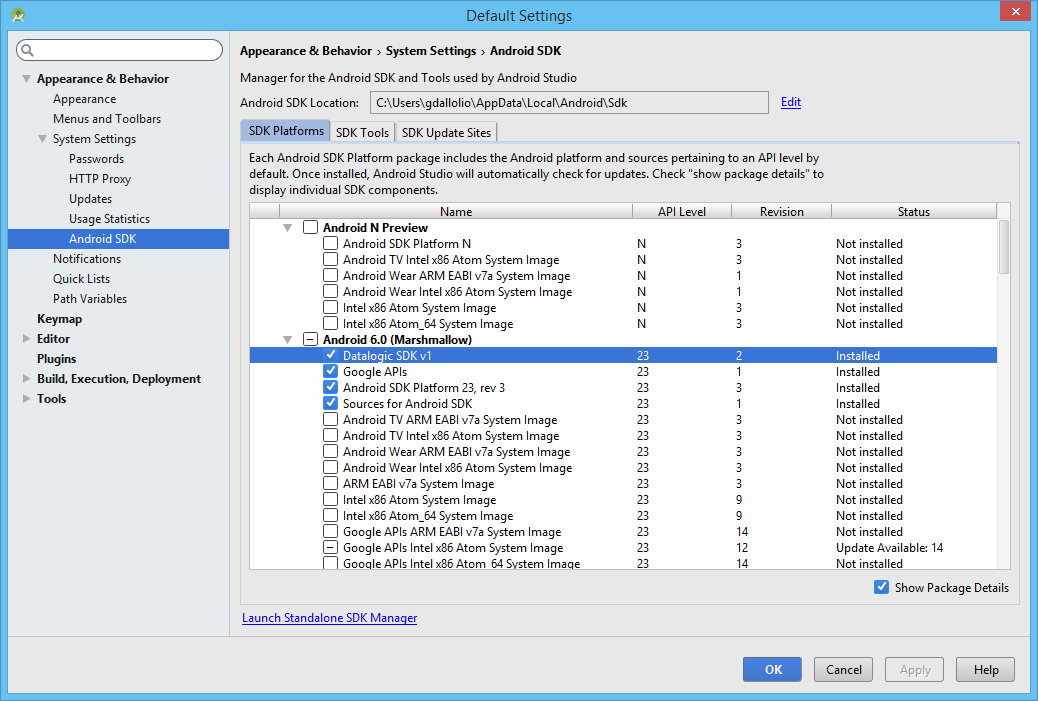 Default Settings
Appearance & Behavior › System Settings › Android SDK
Appearance & Behavior
Appearance
Menus and Toolbars
System Settings
Passwords
HTTP Proxy
Updates
Usage Statistics
Android SDK
Notifications
Quick Lists
Path Variables
Keymap
Editor
Plugins
Build, Execution, Deployment
Tools
Manager for the Android SDK and Tools used by Android Studio
Android SDK Location: C:\Users\gdallolio\AppData\Local\Android\Sdk Edit
SDK Platforms SDK Tools SDK Update Sites
Each Android SDK Platform package includes the Android platform and sources pertaining to an API level by
default. Once installed, Android Studio will automatically check for updates. Check "show package details" to
display individual SDK components.
Name API Level Revision Status
Android N Preview
Android SDK Platform N N 3 Not installed
Android TV Intel x86 Atom System Image N 3 Not installed
Android Wear ARM EABI v7a System Image N 1 Not installed
Android Wear Intel x86 Atom System Image N 1 Not installed
Intel x86 Atom System Image N 3 Not installed
Intel x86 Atom_64 System Image N 3 Not installed
Android 6.0 (Marshmallow)
Datalogic SDK v1 23 2 Installed
Google APIs 23 1 Installed
Android SDK Platform 23, rev 3 23 3 Installed
Sources for Android SDK 23 1 Installed
Android TV ARM EABI v7a System Image 23 3 Not installed
Android TV Intel x86 Atom System Image 23 3 Not installed
Android Wear ARM EABI v7a System Image 23 3 Not installed
Android Wear Intel x86 Atom System Image 23 3 Not installed
ARM EABI v7a System Image 23 3 Not installed
Intel x86 Atom System Image 23 9 Not installed
Intel x86 Atom_64 System Image 23 9 Not installed
Google APIs ARM EABI v7a System Image 23 14 Not installed
Google APIs Intel x86 Atom System Image 23 12 Update Available: 14
Google APIs Intel x86 Atom_64 System Image 23 14 Not installed
Show Package Details
Launch Standalone SDK Manager
OK Cancel Apply Help